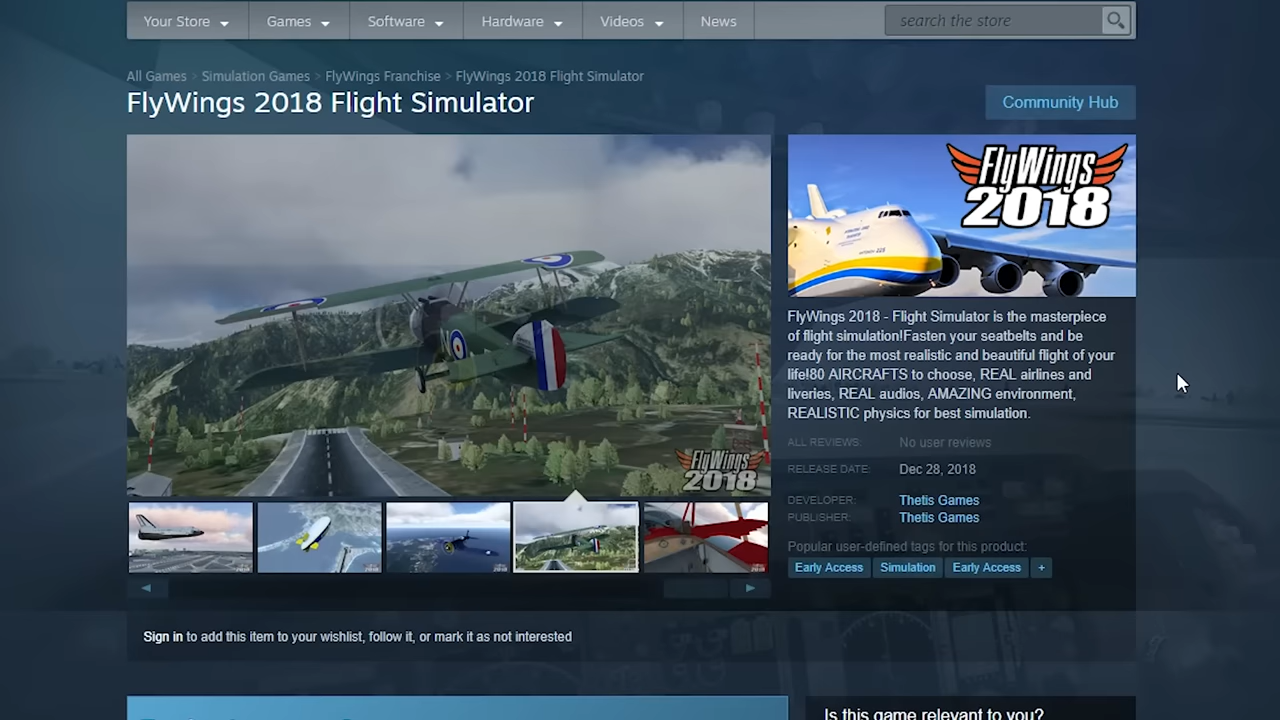 Your Store
Games
Software
Hardware
Videos
News
search the store
All Games > Simulation Games > FlyWings Franchise > FlyWings 2018 Flight Simulator
FlyWings 2018 Flight Simulator
Community Hub
FlyWings
2018
FlyWings
2018
FlyWings 2018 - Flight Simulator is the masterpiece
of flight simulation!Fasten your seatbelts and be
ready for the most realistic and beautiful flight of your
life!80 AIRCRAFTS to choose, REAL airlines and
liveries, REAL audios, AMAZING environment,
REALISTIC physics for best simulation.
ALL REVIEWS: No user reviews
RELEASE DATE: Dec 28, 2018
DEVELOPER: Thetis Games
PUBLISHER: Thetis Games
Popular user-defined tags for this product:
Early Access Simulation Early Access +
Sign in to add this item to your wishlist, follow it, or mark it as not interested
Is this game relevant to you?